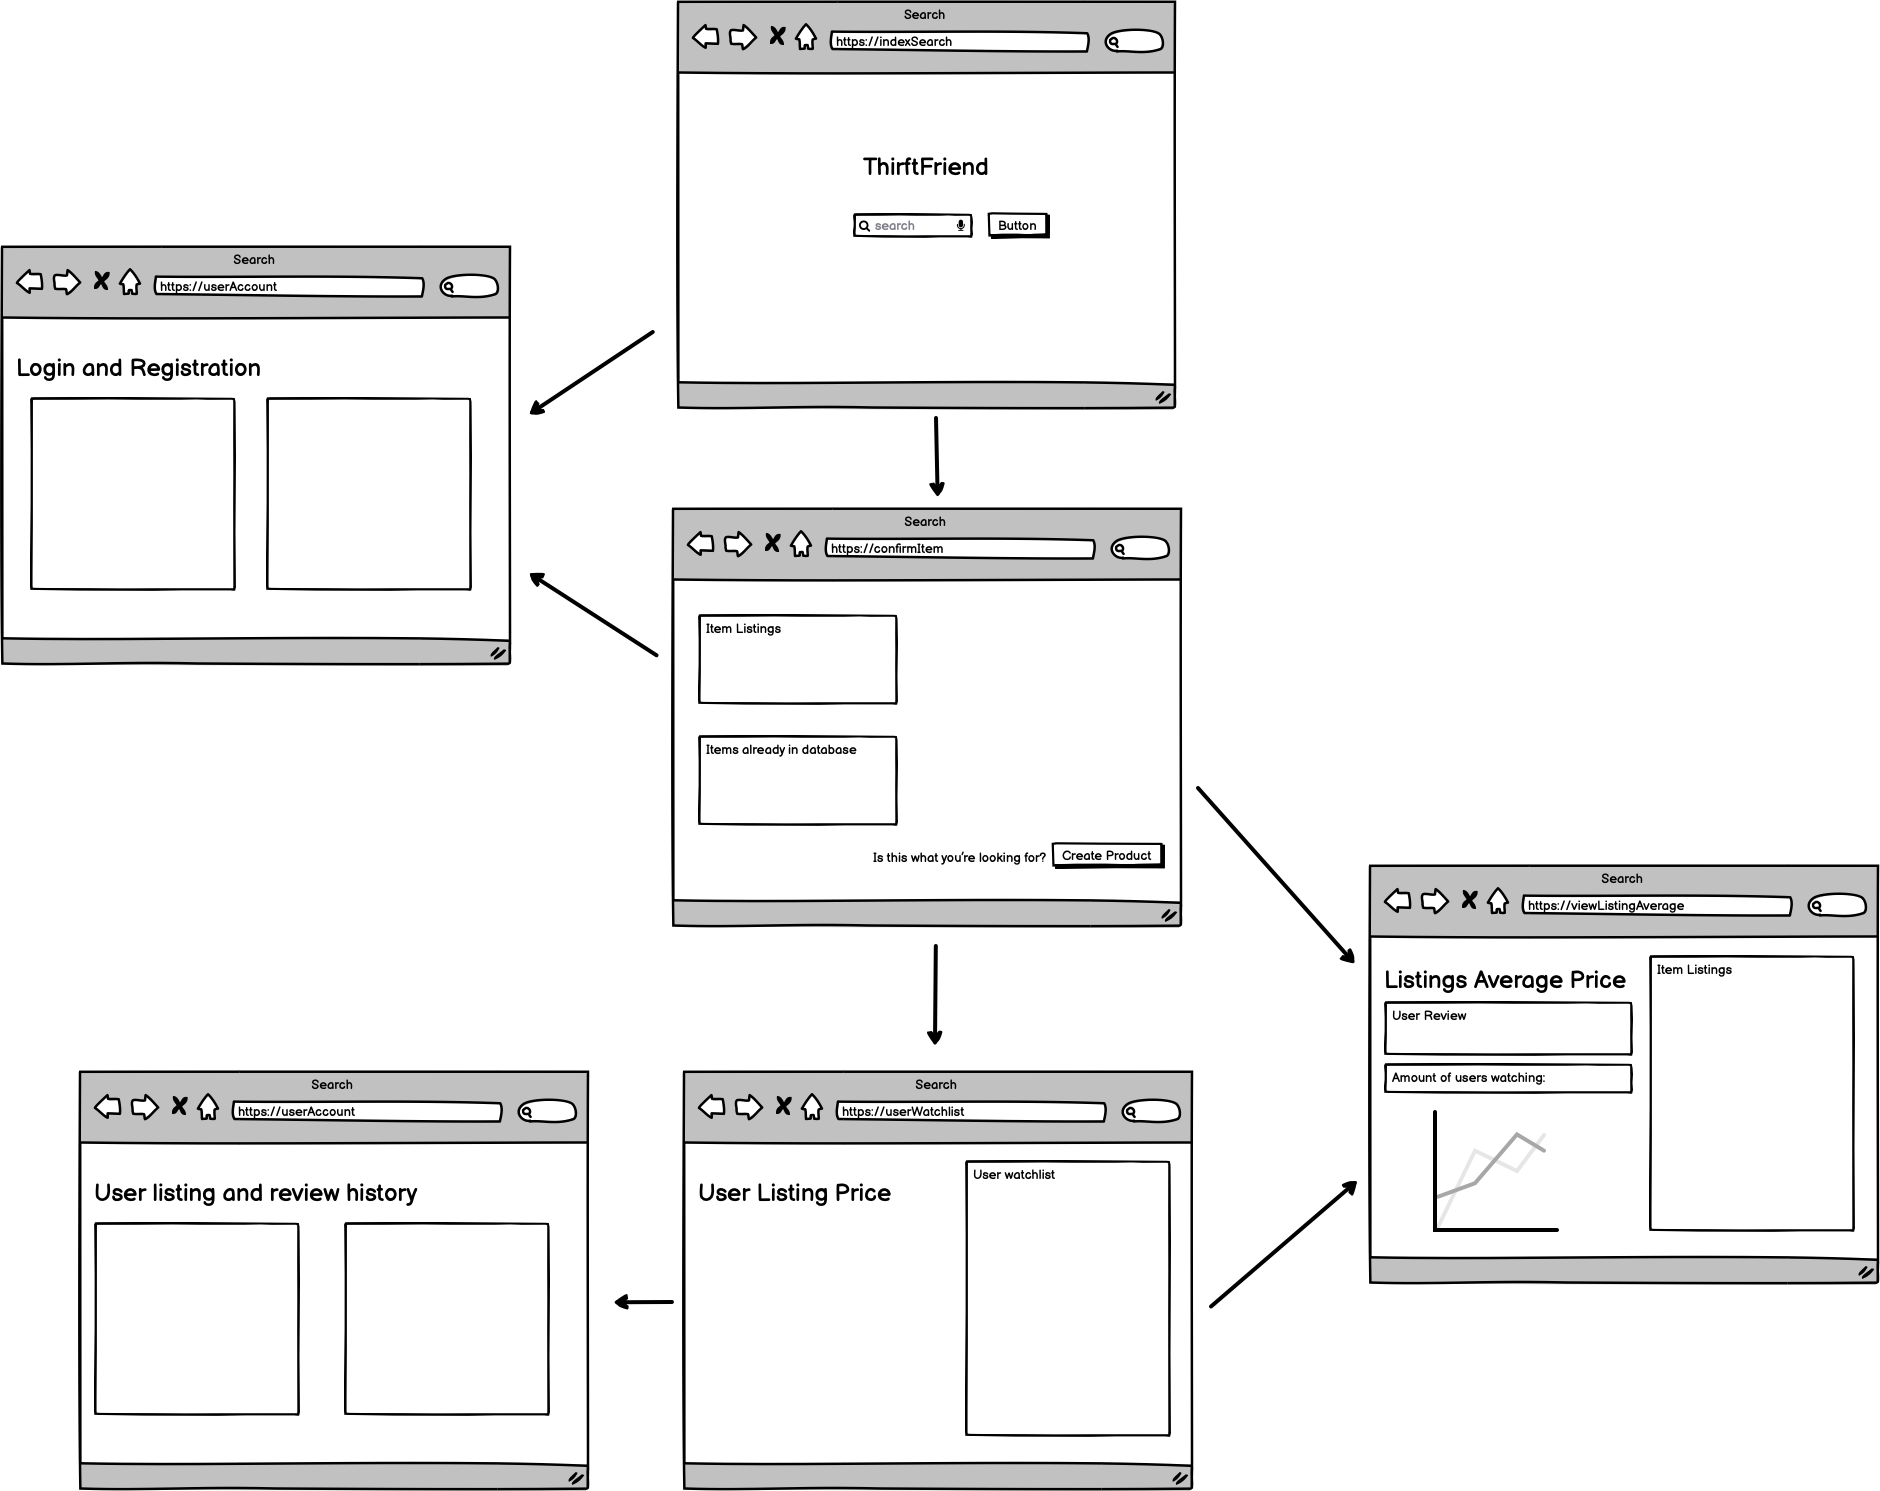 Search
https://indexSearch
ThirftFriend
search
Button
Search
https://userAccount
Login and Registration
Search
https://confirmItem
Item Listings
Items already in database
Is this what you're looking for?
Create Product
Search
https://viewListingAverage
Listings Average Price
User Review
Amount of users watching:
Item Listings
Search
https://userAccount
User listing and review history
Search
https://userWatchlist
User Listing Price
User watchlist